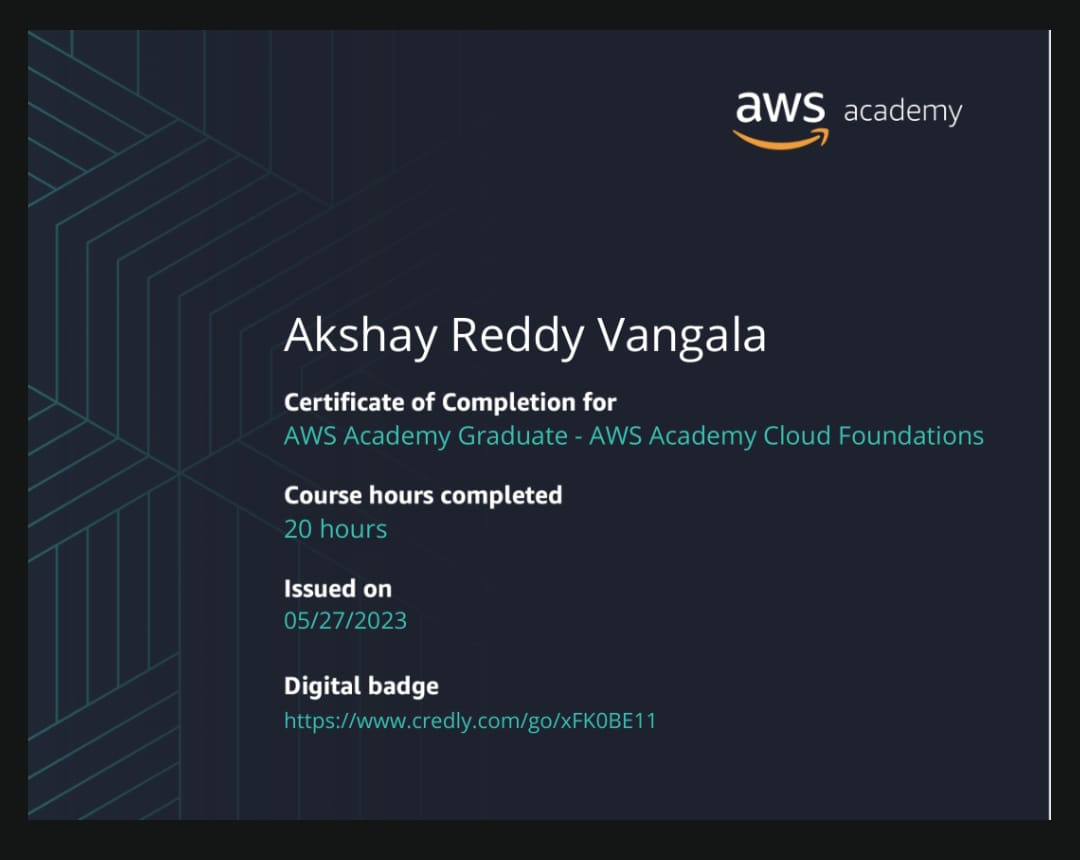 aws academy
Akshay Reddy Vangala
Certificate of Completion for
AWS Academy Graduate - AWS Academy Cloud Foundations
Course hours completed
20 hours
Issued on
05/27/2023
Digital badge
https://www.credly.com/go/xFK0BE11